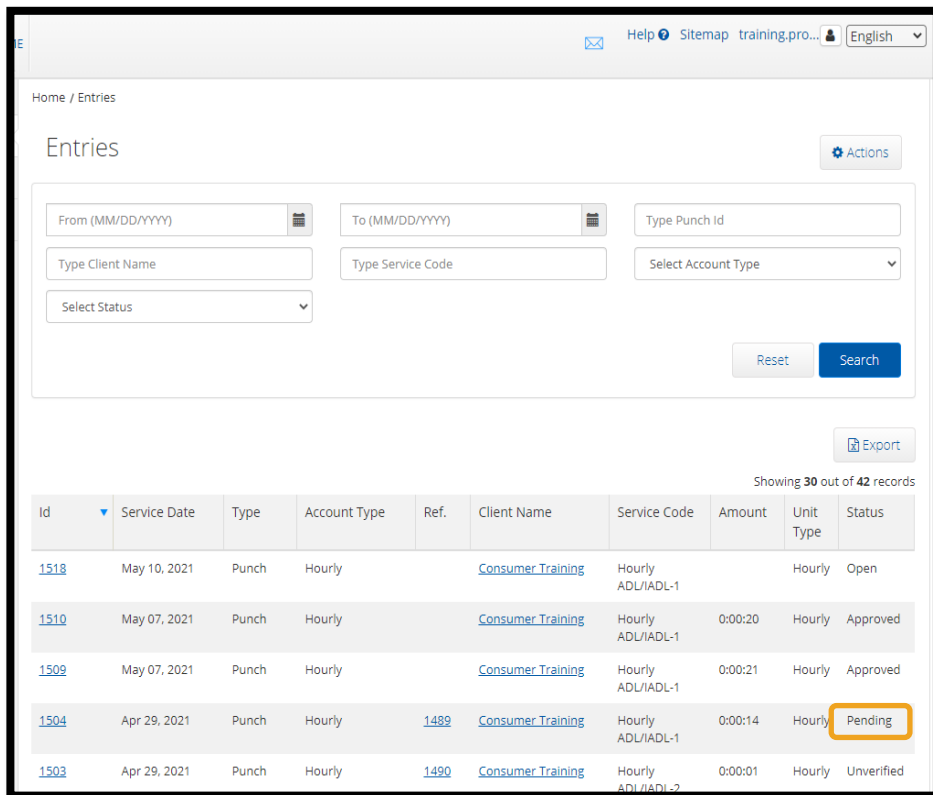 IE
Help Sitemap training.pro... English
Home / Entries
Entries
Actions
From (MM/DD/YYYY) To (MM/DD/YYYY) Type Punch Id
Type Client Name Type Service Code Select Account Type
Select Status
Reset Search
Export
Showing 30 out of 42 records
Id Service Date Type Account Type Ref. Client Name Service Code Amount Unit Status
Type
1518 May 10, 2021 Punch Hourly Consumer Training Hourly Hourly Open
ADL/IADL-1
1510 May 07, 2021 Punch Hourly Consumer Training Hourly 0:00:20 Hourly Approved
ADL/IADL-1
1509 May 07, 2021 Punch Hourly Consumer Training Hourly 0:00:21 Hourly Approved
ADL/IADL-1
1504 Apr 29, 2021 Punch Hourly 1489 Consumer Training Hourly 0:00:14 Hourly Pending
ADL/IADL-1
1503 Apr 29, 2021 Punch Hourly 1490 Consumer Training Hourly 0:00:01 Hourly Unverified
ADL/IADL-2